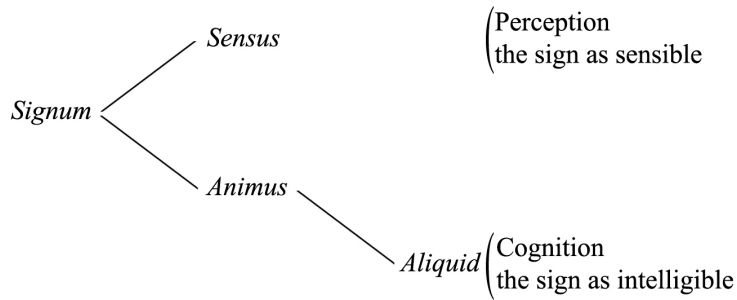 Sensus
(Perception
the sign as sensible
Signum
Animus
Aliquid
(Cognition
the sign as intelligible